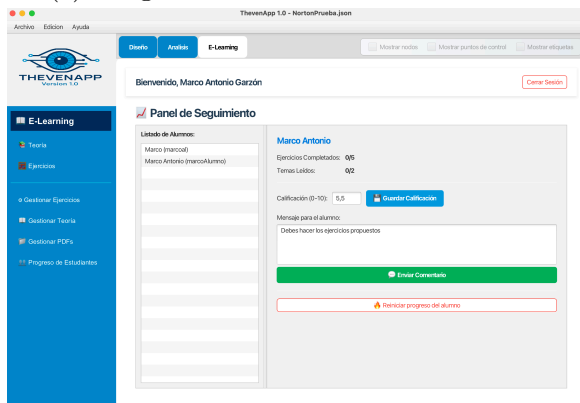 ThevenApp 1.0 - NortonPrueba.json
Archivo Edicion Ayuda
Diseño Analisis E-Learning
Mostrar nodos Mostrar puntos de control Mostrar etiquetas
THEVENAPP
Version 1.0
Bienvenido, Marco Antonio Garzón
Cerrar Sesión
E-Learning
Teoría
Ejercicios
Gestionar Ejercicios
Gestionar Teoría
Gestionar PDFs
Progreso de Estudiantes
Panel de Seguimiento
Listado de Alumnos:
Marco (marcoal)
Marco Antonio (marcoAlumno)
Marco Antonio
Ejercicios Completados: 0/5
Temas Leídos: 0/2
Calificación (0-10): 5,5 Guardar Calificación
Mensaje para el alumno:
Debes hacer los ejercicios propuestos
Enviar Comentario
Reiniciar progreso del alumno